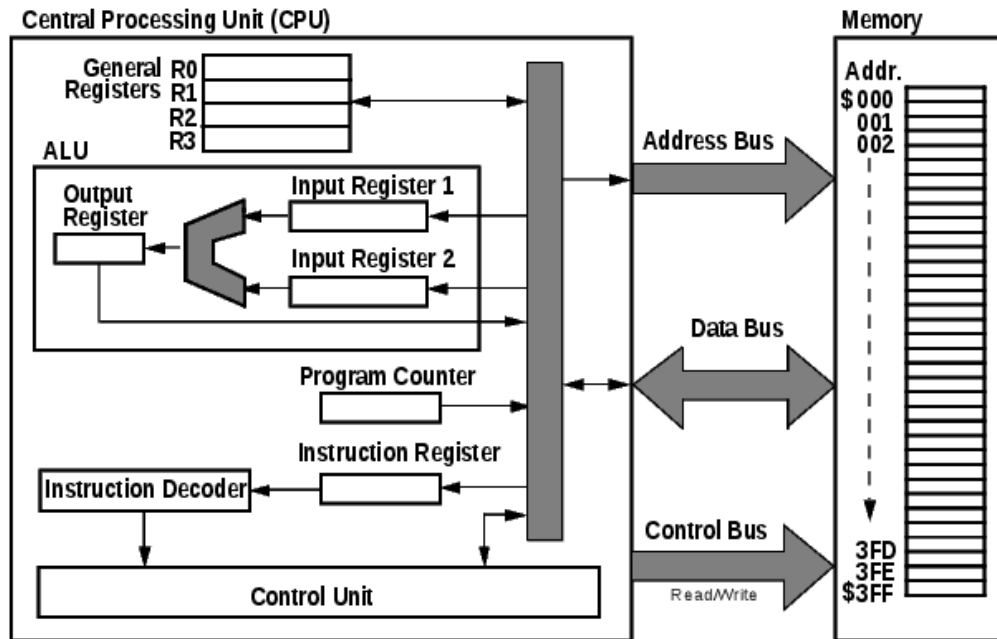 Central Processing Unit (CPU)
Memory
General
Registers
R0
R1
R2
R3
Addr.
$000
001
002
ALU
Output
Register
Input Register 1
Input Register 2
Address Bus
Data Bus
Program Counter
Instruction Register
Instruction Decoder
Control Unit
Control Bus
Read/Write
3FD
3FE
$3FF